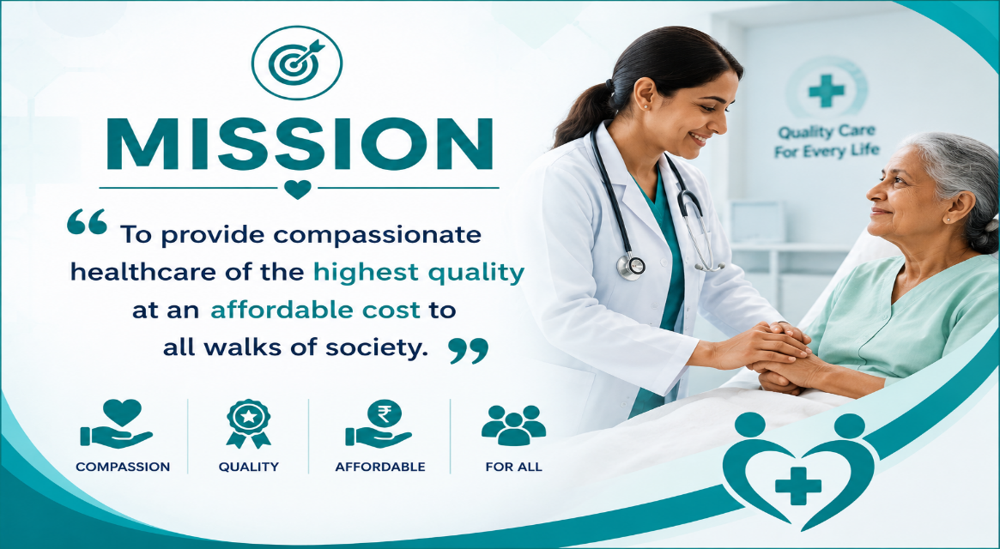 MISSION
“ To provide compassionate
healthcare of the highest quality
at an affordable cost to
all walks of society. ”
COMPASSION
QUALITY
₹
AFFORDABLE
FOR ALL
Quality Care
For Every Life